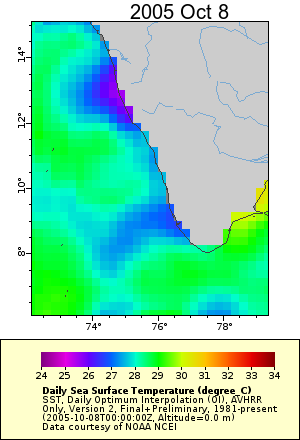 2005 Oct 8
14°
12°
10°
8°
74° 76° 78°
24 25 26 27 28 29 30 31 32 33 34
Daily Sea Surface Temperature (degree_C)
SST, Daily Optimum Interpolation (OI), AVHRR
Only, Version 2, Final+Preliminary, 1981-present
(2005-10-08T00:00:00Z, Altitude=0.0 m)
Data courtesy of NOAA NCEI